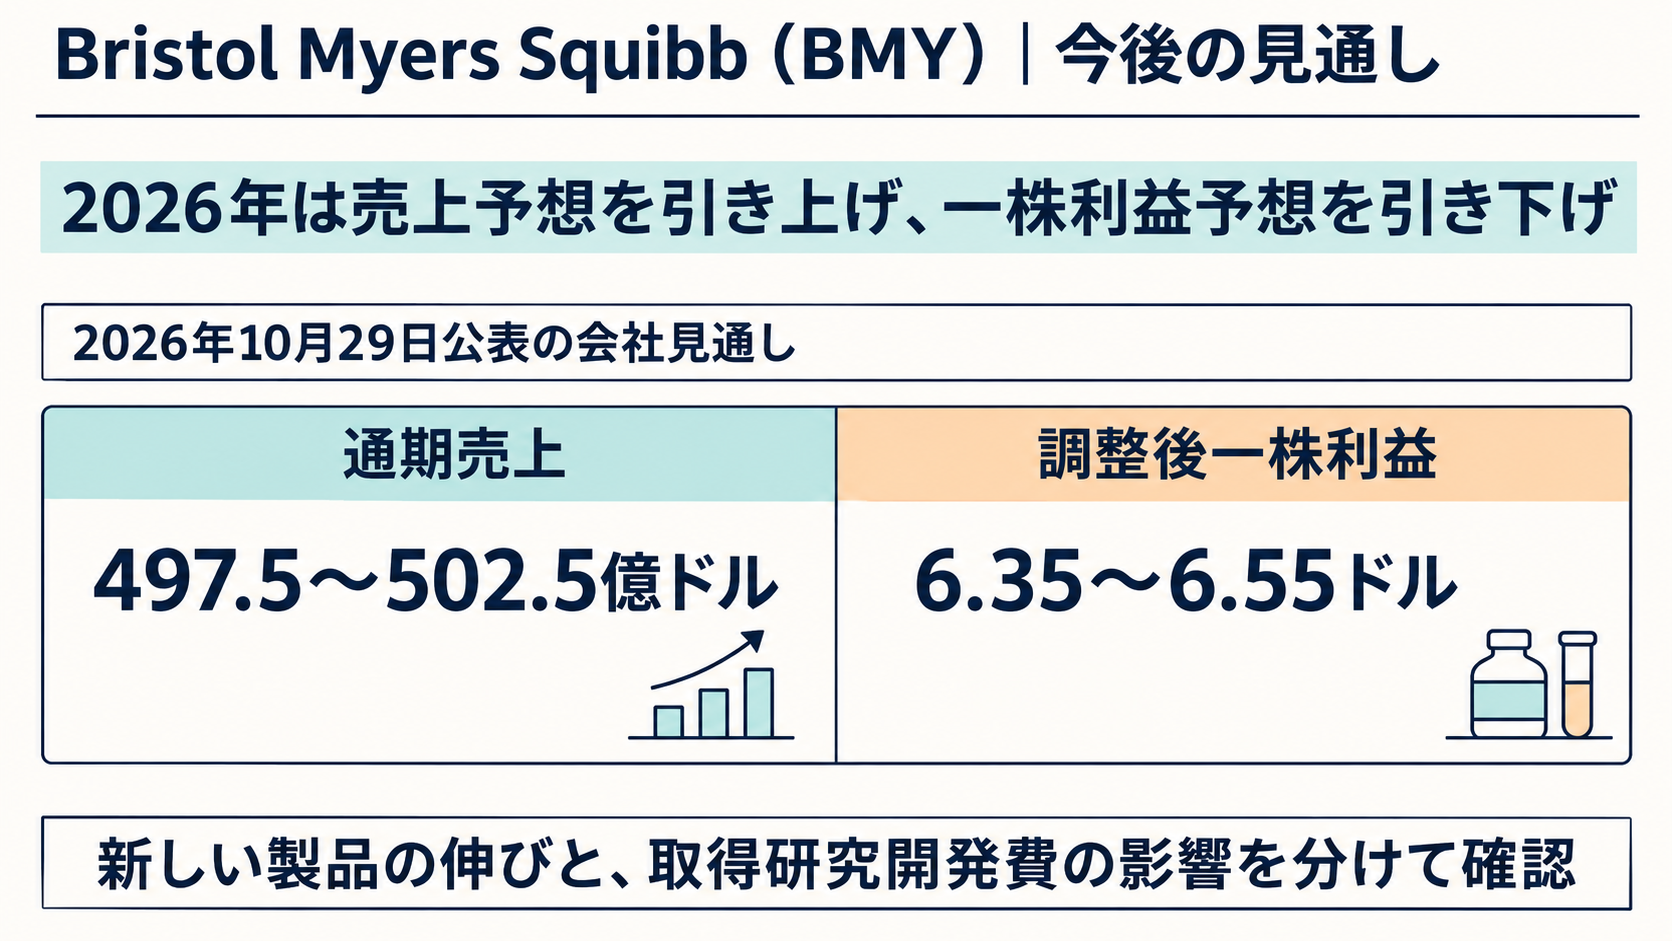 Bristol Myers Squibb（BMY）｜今後の見通し
2026年は売上予想を引き上げ、一株利益予想を引き下げ
2026年10月29日公表の会社見通し
通期売上
調整後一株利益
497.5～502.5億ドル
6.35～6.55ドル
新しい製品の伸びと、取得研究開発費の影響を分けて確認